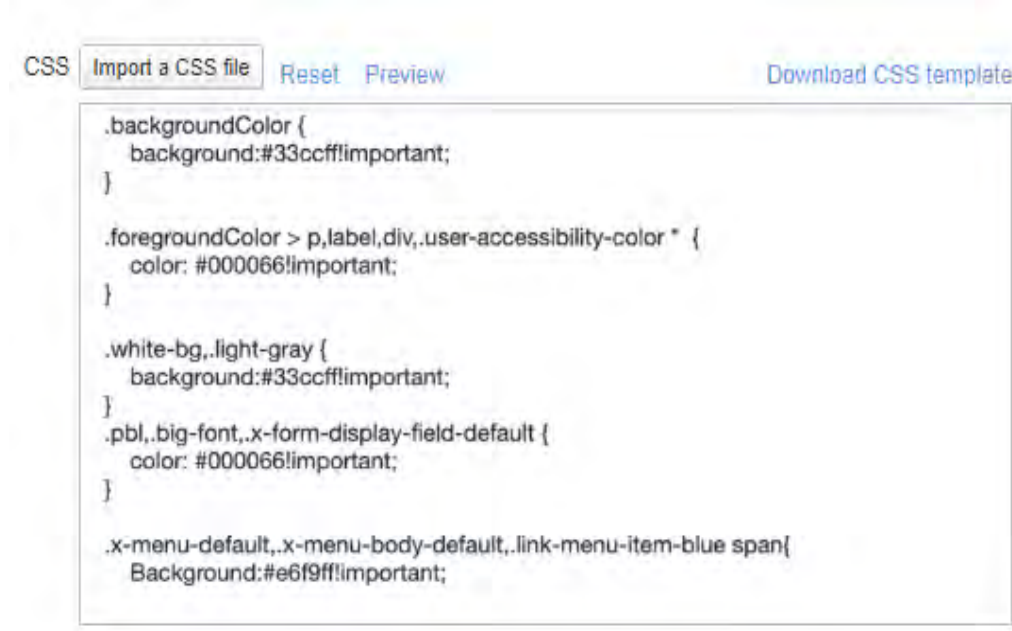 CSS Import a CSS file Reset Preview Download CSS template
.backgroundColor {
background:#33ccff!important;
}
.foregroundColor > p,label,div,.user-accessibility-color * {
color: #000066!important;
}
.white-bg,.light-gray {
background:#33ccff!important;
}
.pbl,.big-font,.x-form-display-field-default {
color: #000066!important;
}
.x-menu-default,.x-menu-body-default,.link-menu-item-blue span{
Background:#e6f9ff!important;